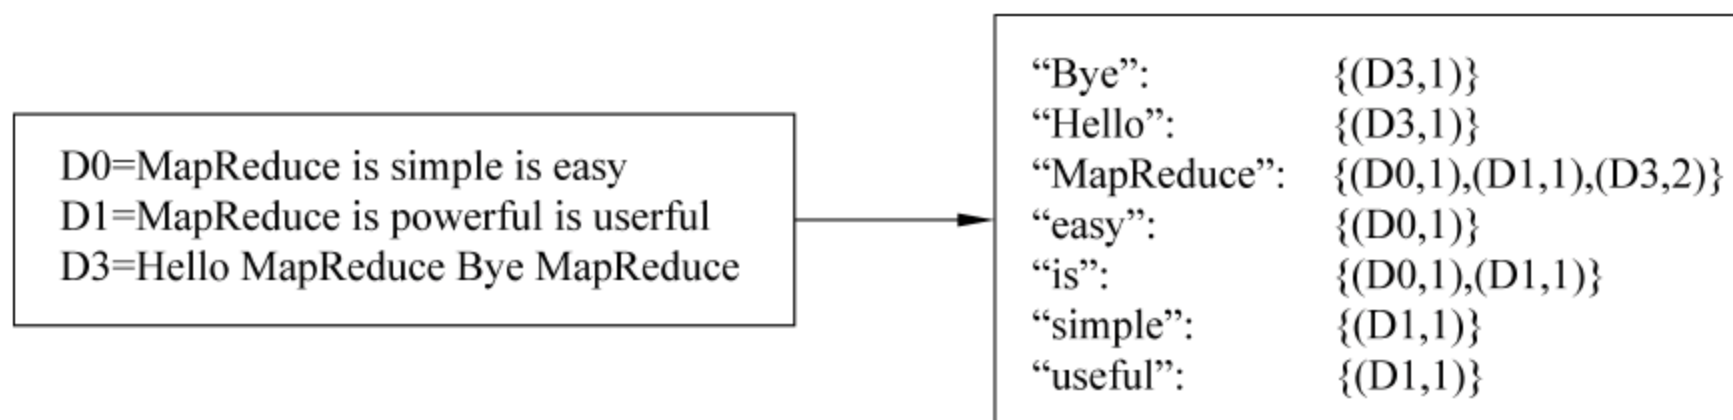 D0=MapReduce is simple is easy
D1=MapReduce is powerful is userful
D3=Hello MapReduce Bye MapReduce
“Bye”: {(D3,1)}
“Hello”: {(D3,1)}
“MapReduce”: {(D0,1),(D1,1),(D3,2)}
“easy”: {(D0,1)}
“is”: {(D0,1),(D1,1)}
“simple”: {(D1,1)}
“useful”: {(D1,1)}